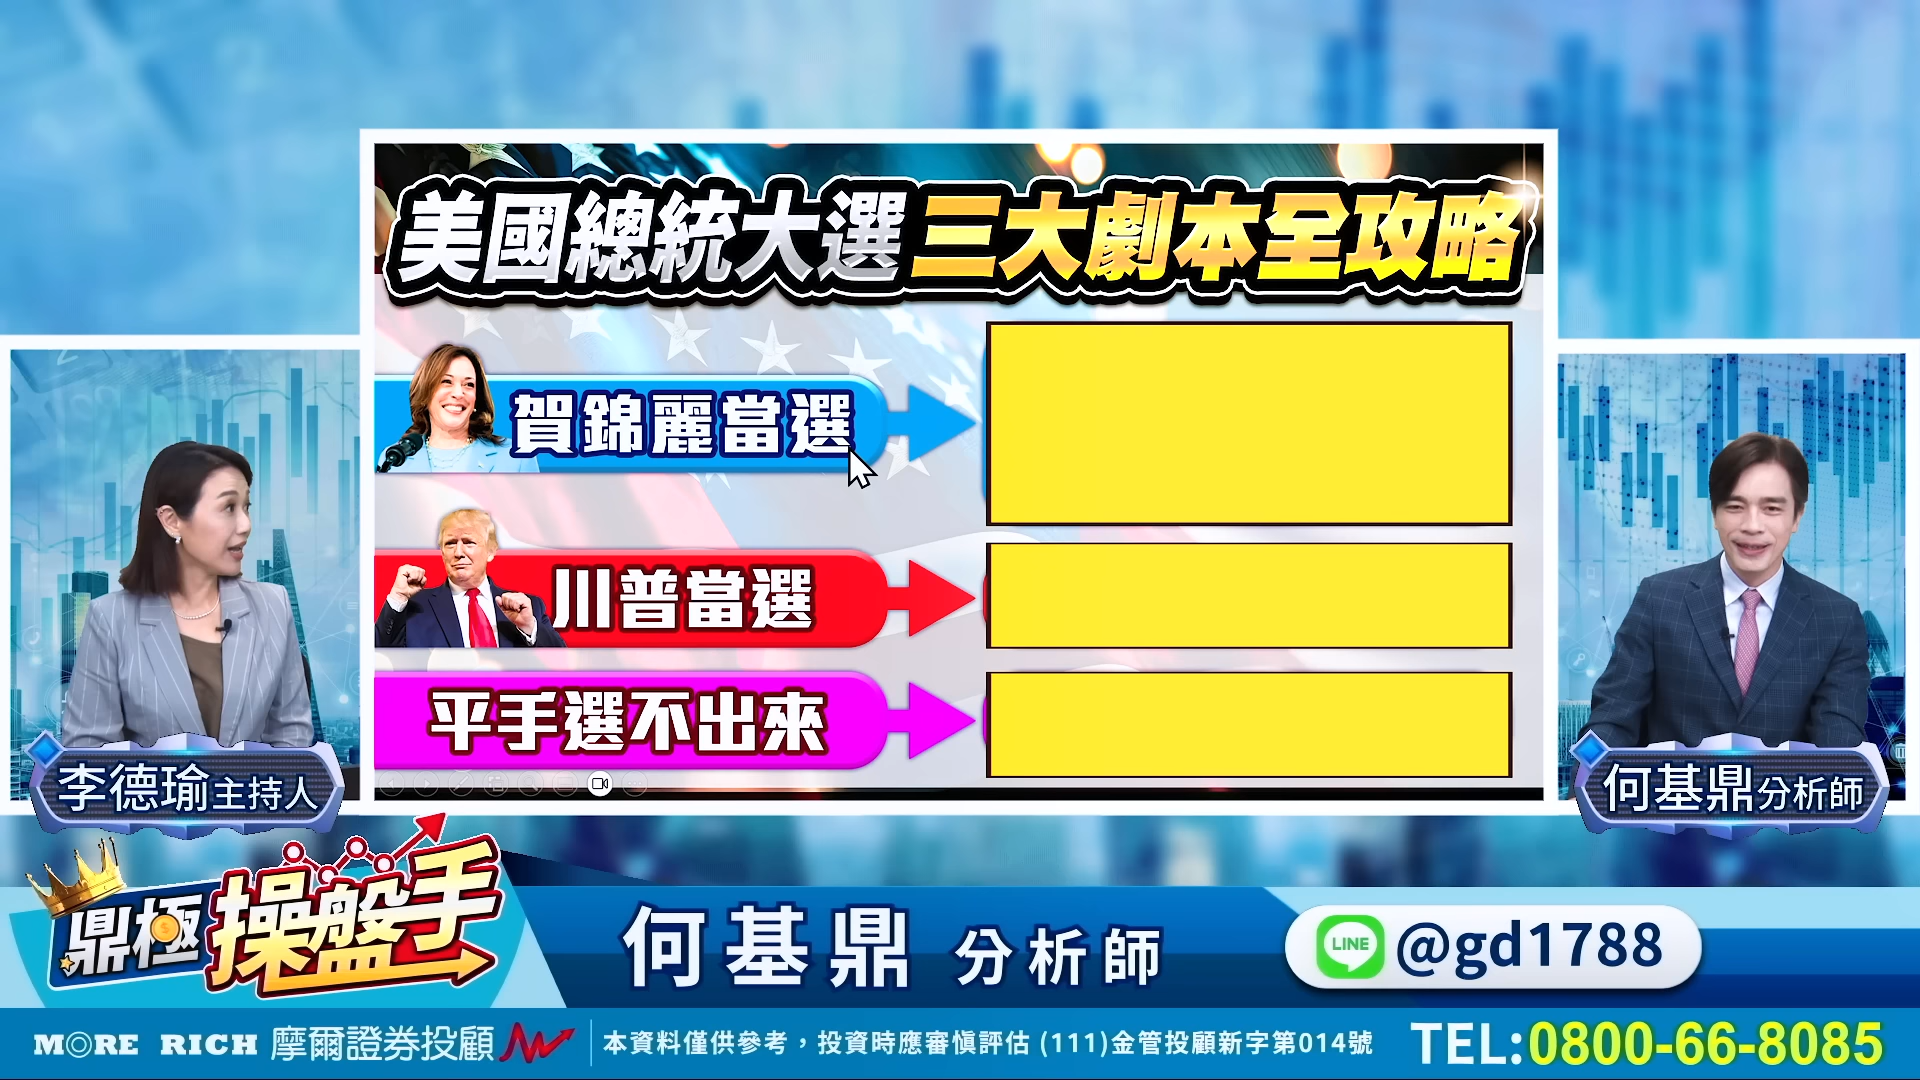 美國總統大選三大劇本全攻略
賀錦麗當選
川普當選
平手選不出來
李德瑜主持人
何基鼎分析師
鼎極操盤手
何基鼎 分析師
LINE @gd1788
MORE RICH 摩爾證券投顧
本資料僅供參考，投資時應審慎評估 (111)金管投顧新字第014號
TEL:0800-66-8085